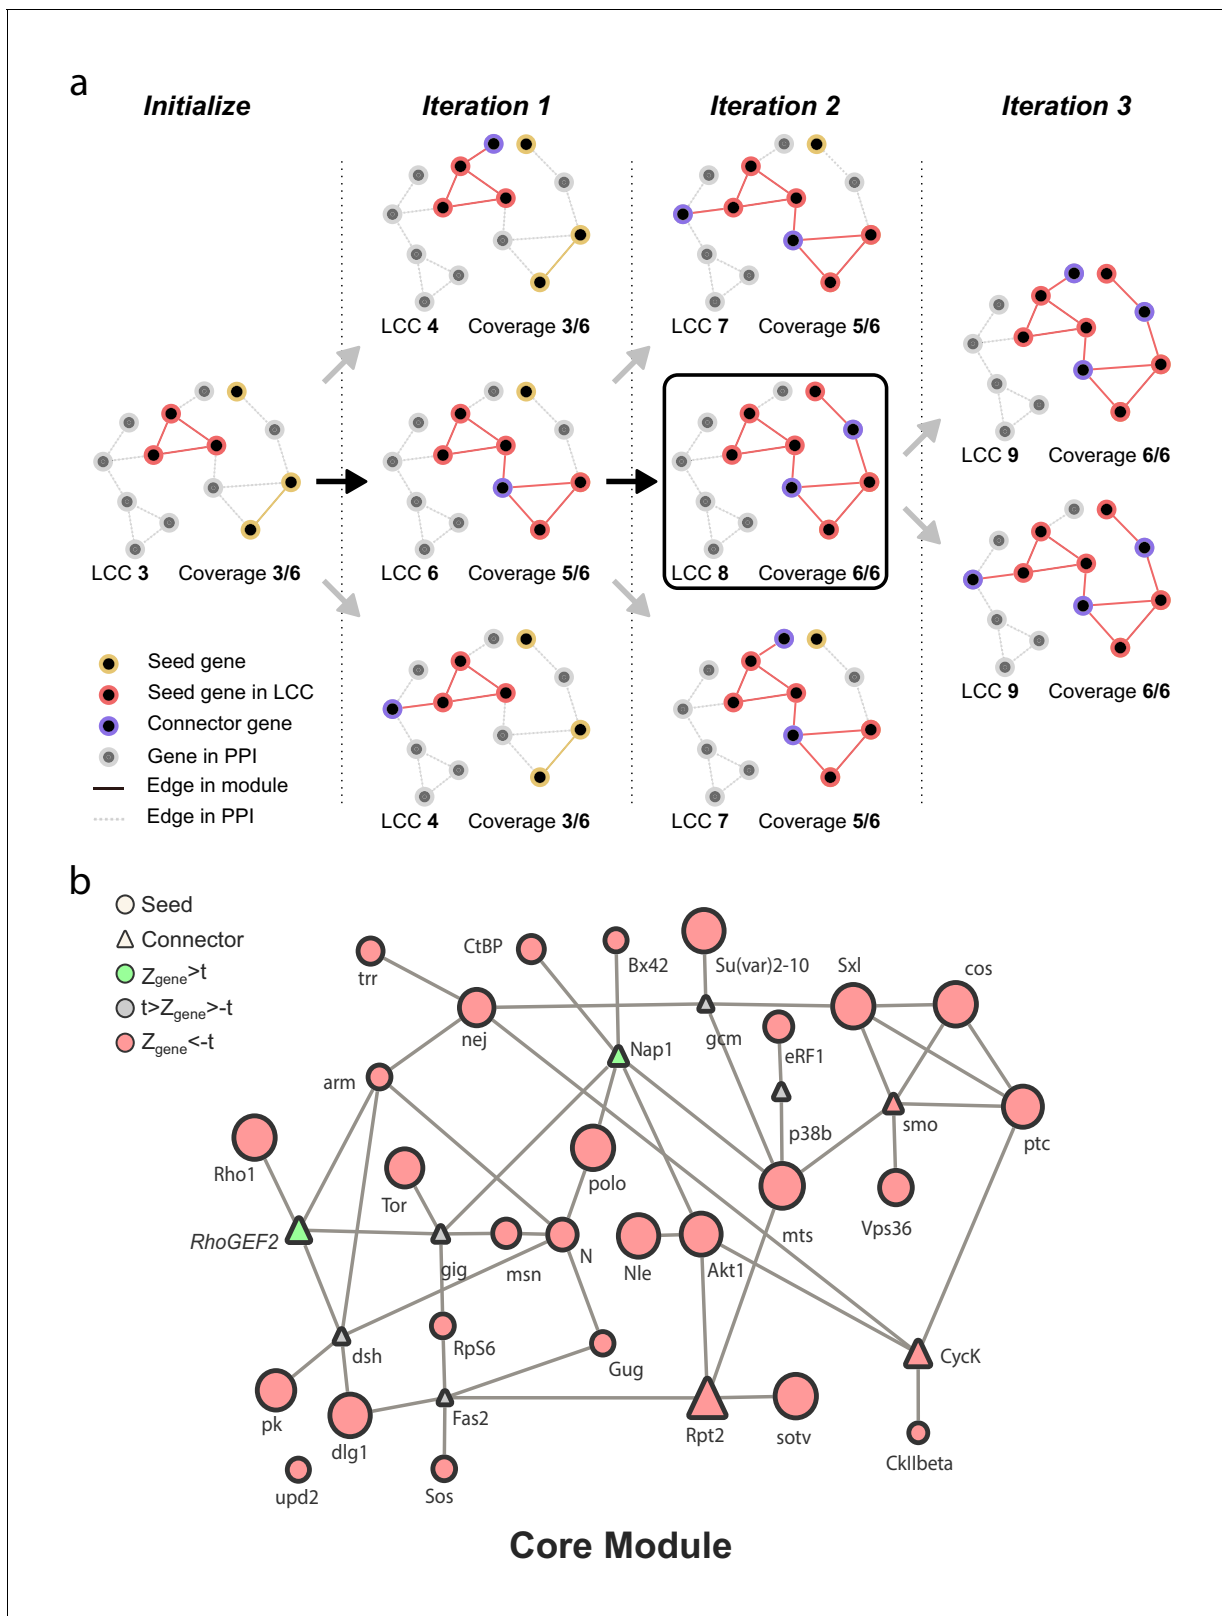 a
Initialize
Iteration 1
Iteration 2
Iteration 3
LCC 4 Coverage 3/6
LCC 7 Coverage 5/6
LCC 9 Coverage 6/6
LCC 3 Coverage 3/6
LCC 6 Coverage 5/6
LCC 8 Coverage 6/6
LCC 9 Coverage 6/6
LCC 4 Coverage 3/6
LCC 7 Coverage 5/6
Seed gene
Seed gene in LCC
Connector gene
Gene in PPI
Edge in module
Edge in PPI
b
Seed
Connector
Zgene>t
t>Zgene>-t
Zgene<-t
trr
CtBP
Bx42
Su(var)2-10
Sxl
cos
nej
Nap1
gcm
eRF1
arm
p38b
smo
ptc
Rho1
Tor
polo
RhoGEF2
gig
msn
N
Nle
Akt1
mts
Vps36
dsh
RpS6
Gug
CycK
pk
dlg1
Fas2
Rpt2
sotv
CkIIbeta
upd2
Sos
Core Module